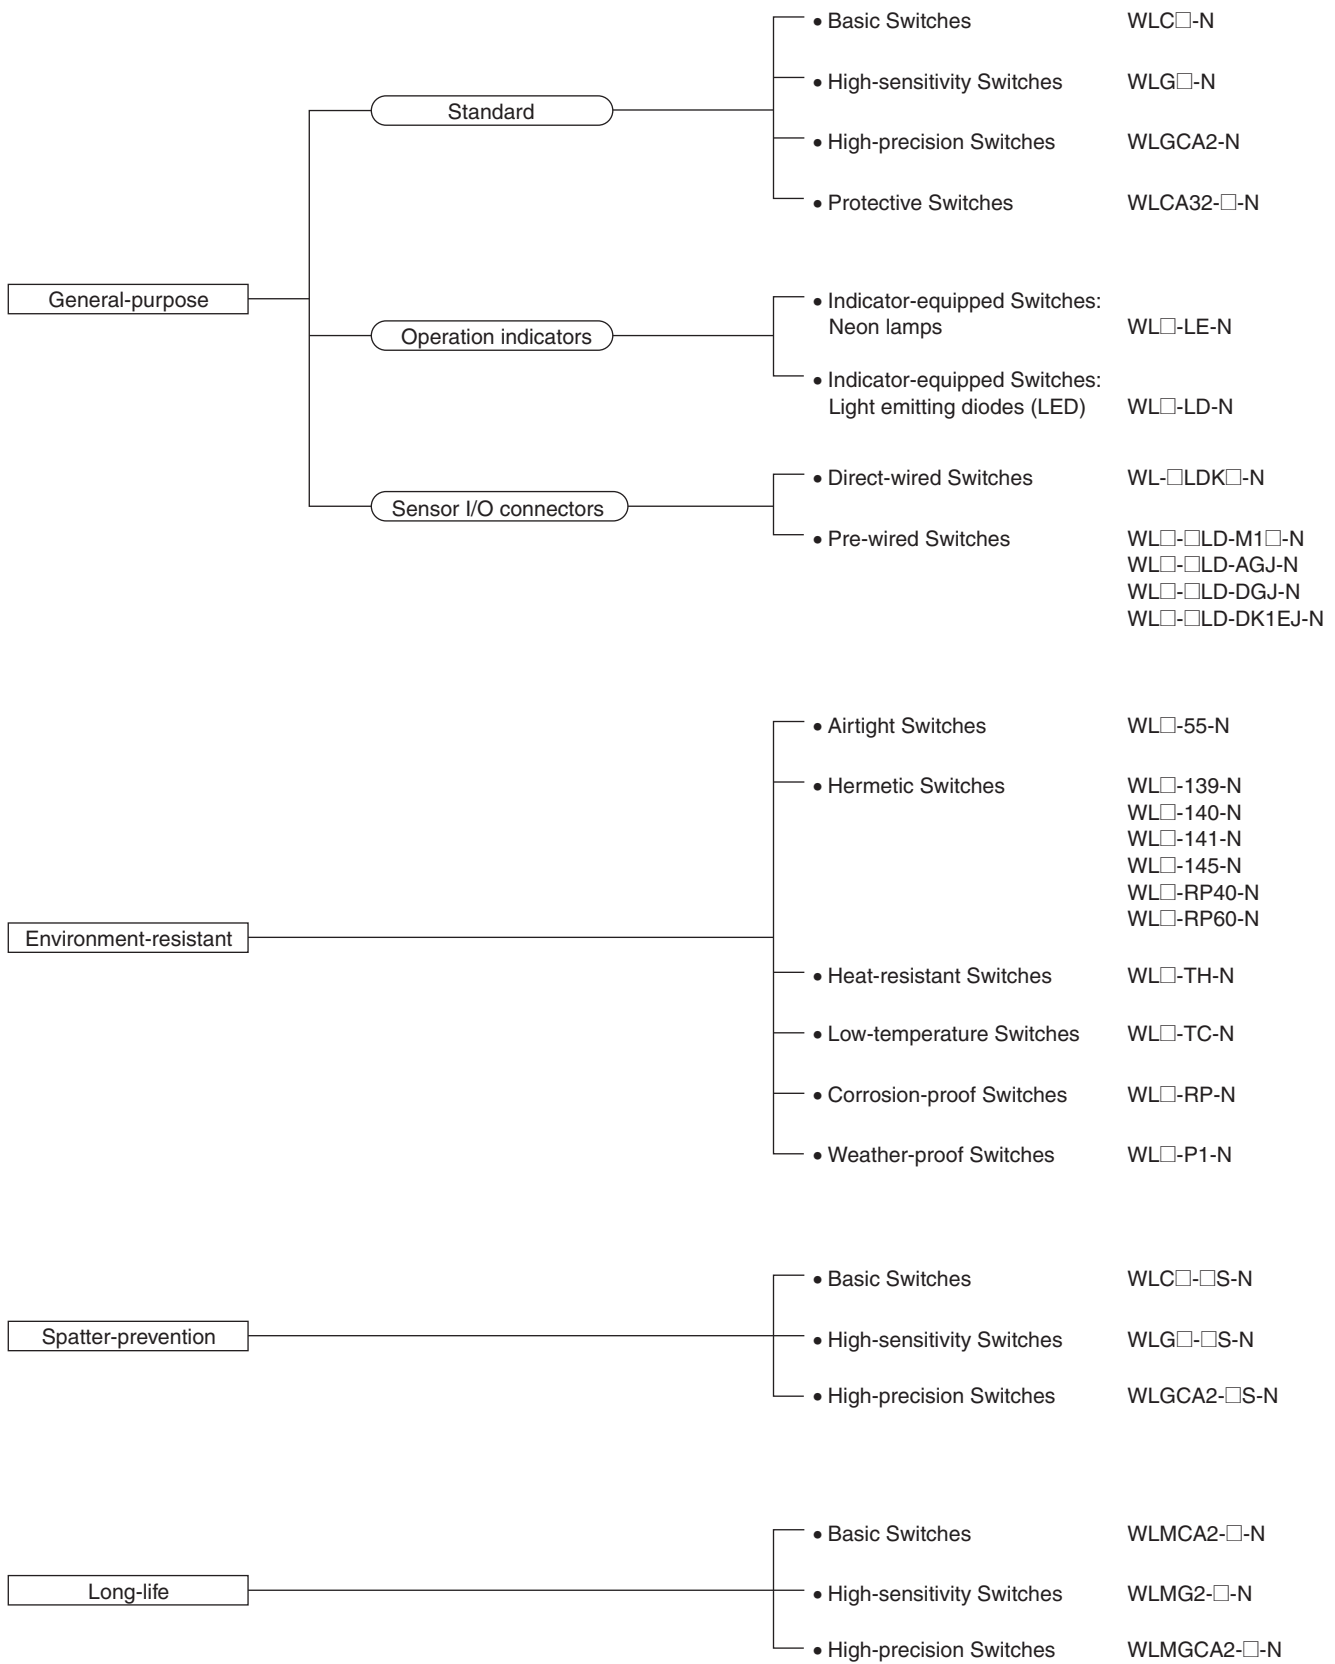 • Basic Switches WLC□-N
• High-sensitivity Switches WLG□-N
Standard
• High-precision Switches WLGCA2-N
• Protective Switches WLCA32-□-N
General-purpose
• Indicator-equipped Switches:
Neon lamps WL□-LE-N
Operation indicators
• Indicator-equipped Switches:
Light emitting diodes (LED) WL□-LD-N
• Direct-wired Switches WL-□LDK□-N
Sensor I/O connectors
• Pre-wired Switches WL□-□LD-M1□-N
WL□-□LD-AGJ-N
WL□-□LD-DGJ-N
WL□-□LD-DK1EJ-N
• Airtight Switches WL□-55-N
• Hermetic Switches WL□-139-N
WL□-140-N
WL□-141-N
WL□-145-N
WL□-RP40-N
WL□-RP60-N
Environment-resistant
• Heat-resistant Switches WL□-TH-N
• Low-temperature Switches WL□-TC-N
• Corrosion-proof Switches WL□-RP-N
• Weather-proof Switches WL□-P1-N
• Basic Switches WLC□-□S-N
Spatter-prevention
• High-sensitivity Switches WLG□-□S-N
• High-precision Switches WLGCA2-□S-N
• Basic Switches WLMCA2-□-N
Long-life
• High-sensitivity Switches WLMG2-□-N
• High-precision Switches WLMGCA2-□-N